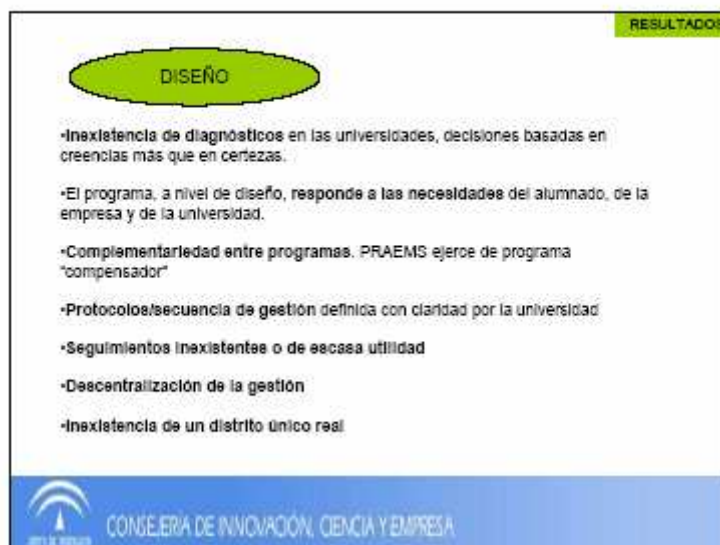 RESULTADOS
DISEÑO
•Inexistencia de diagnósticos en las universidades, decisiones basadas en
creencias más que en certezas.
•El programa, a nivel de diseño, responde a las necesidades del alumnado, de la
empresa y de la universidad.
•Complementariedad entre programas. PRAEMS ejerce de programa
"compensador"
•Protocolos/secuencia de gestión definida con claridad por la universidad
•Seguimientos inexistentes o de escasa utilidad
•Descentralización de la gestión
•Inexistencia de un distrito único real
JUNTA DE ANDALUCIA
CONSEJERÍA DE INNOVACIÓN, CIENCIA Y EMPRESA